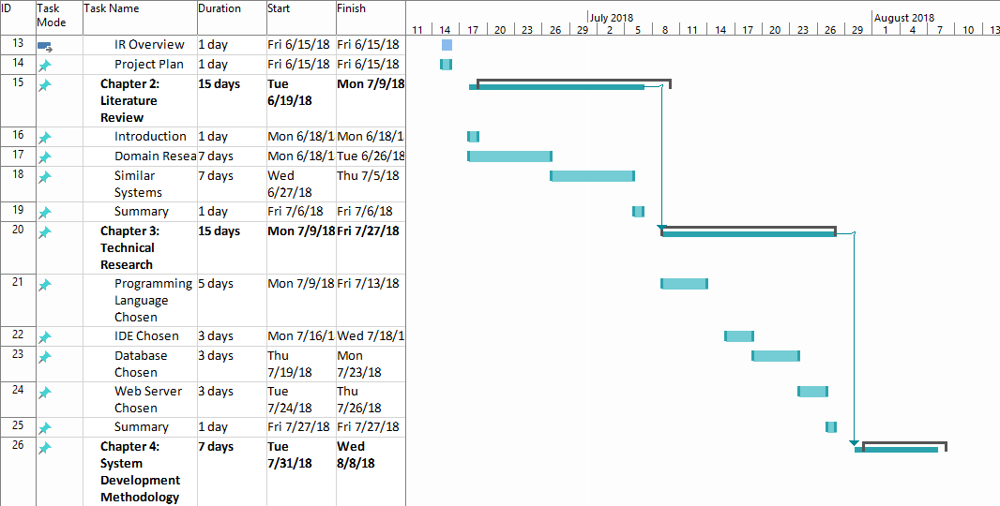 ID Task Mode Task Name Duration Start Finish
July 2018 August 2018
11 14 17 20 23 26 29 2 5 8 11 14 17 20 23 26 29 1 4 7 10 13
13 IR Overview 1 day Fri 6/15/18 Fri 6/15/18
14 Project Plan 1 day Fri 6/15/18 Fri 6/15/18
15 Chapter 2: 15 days Tue Mon 7/9/18
Literature 6/19/18
Review
16 Introduction 1 day Mon 6/18/1 Mon 6/18/1
17 Domain Resea 7 days Mon 6/18/1 Tue 6/26/18
18 Similar 7 days Wed Thu 7/5/18
Systems 6/27/18
19 Summary 1 day Fri 7/6/18 Fri 7/6/18
20 Chapter 3: 15 days Mon 7/9/18 Fri 7/27/18
Technical
Research
21 Programming 5 days Mon 7/9/18 Fri 7/13/18
Language
Chosen
22 IDE Chosen 3 days Mon 7/16/1 Wed 7/18/1
23 Database 3 days Thu Mon
Chosen 7/19/18 7/23/18
24 Web Server 3 days Tue Thu
Chosen 7/24/18 7/26/18
25 Summary 1 day Fri 7/27/18 Fri 7/27/18
26 Chapter 4: 7 days Tue Wed
System 7/31/18 8/8/18
Development
Methodology